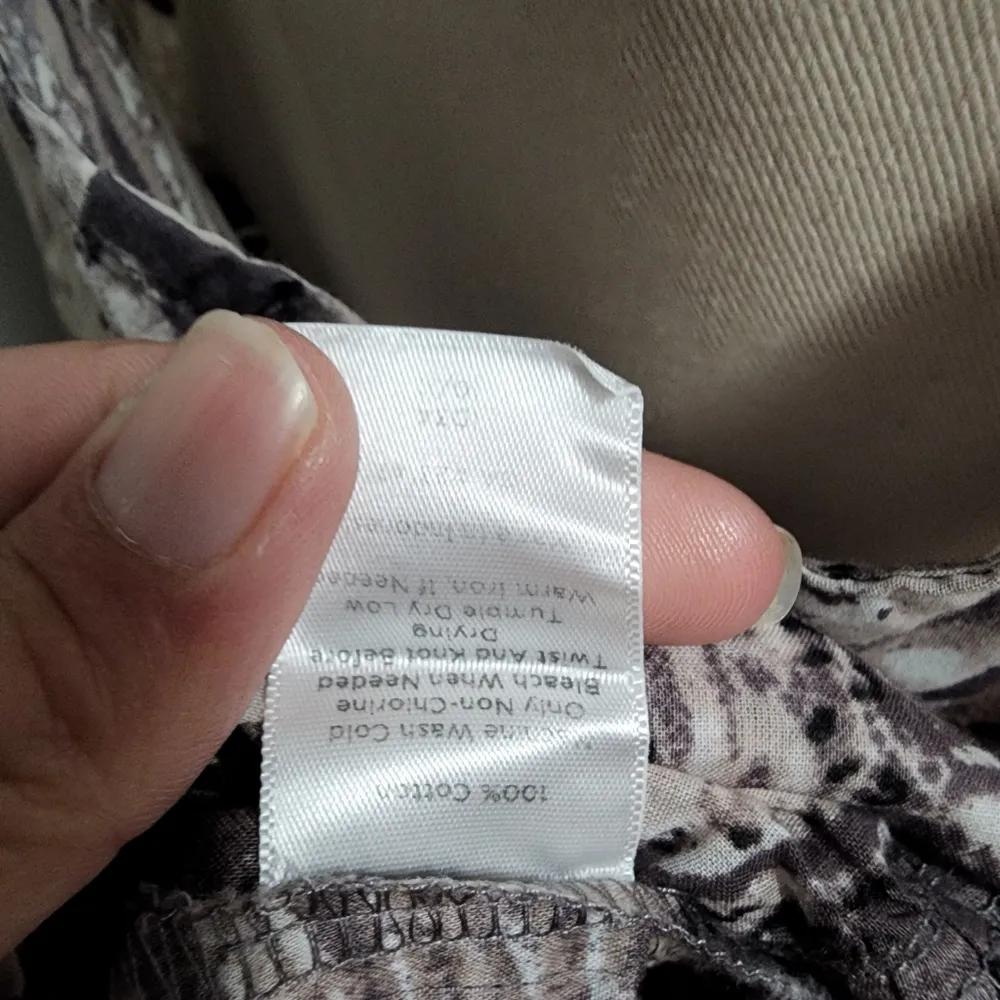 100% Cotton
Machine Wash Cold
Only Non-Chlorine
Bleach When Needed
Twist And Knot Before
Drying
Tumble Dry Low
Warm Iron, If Needed